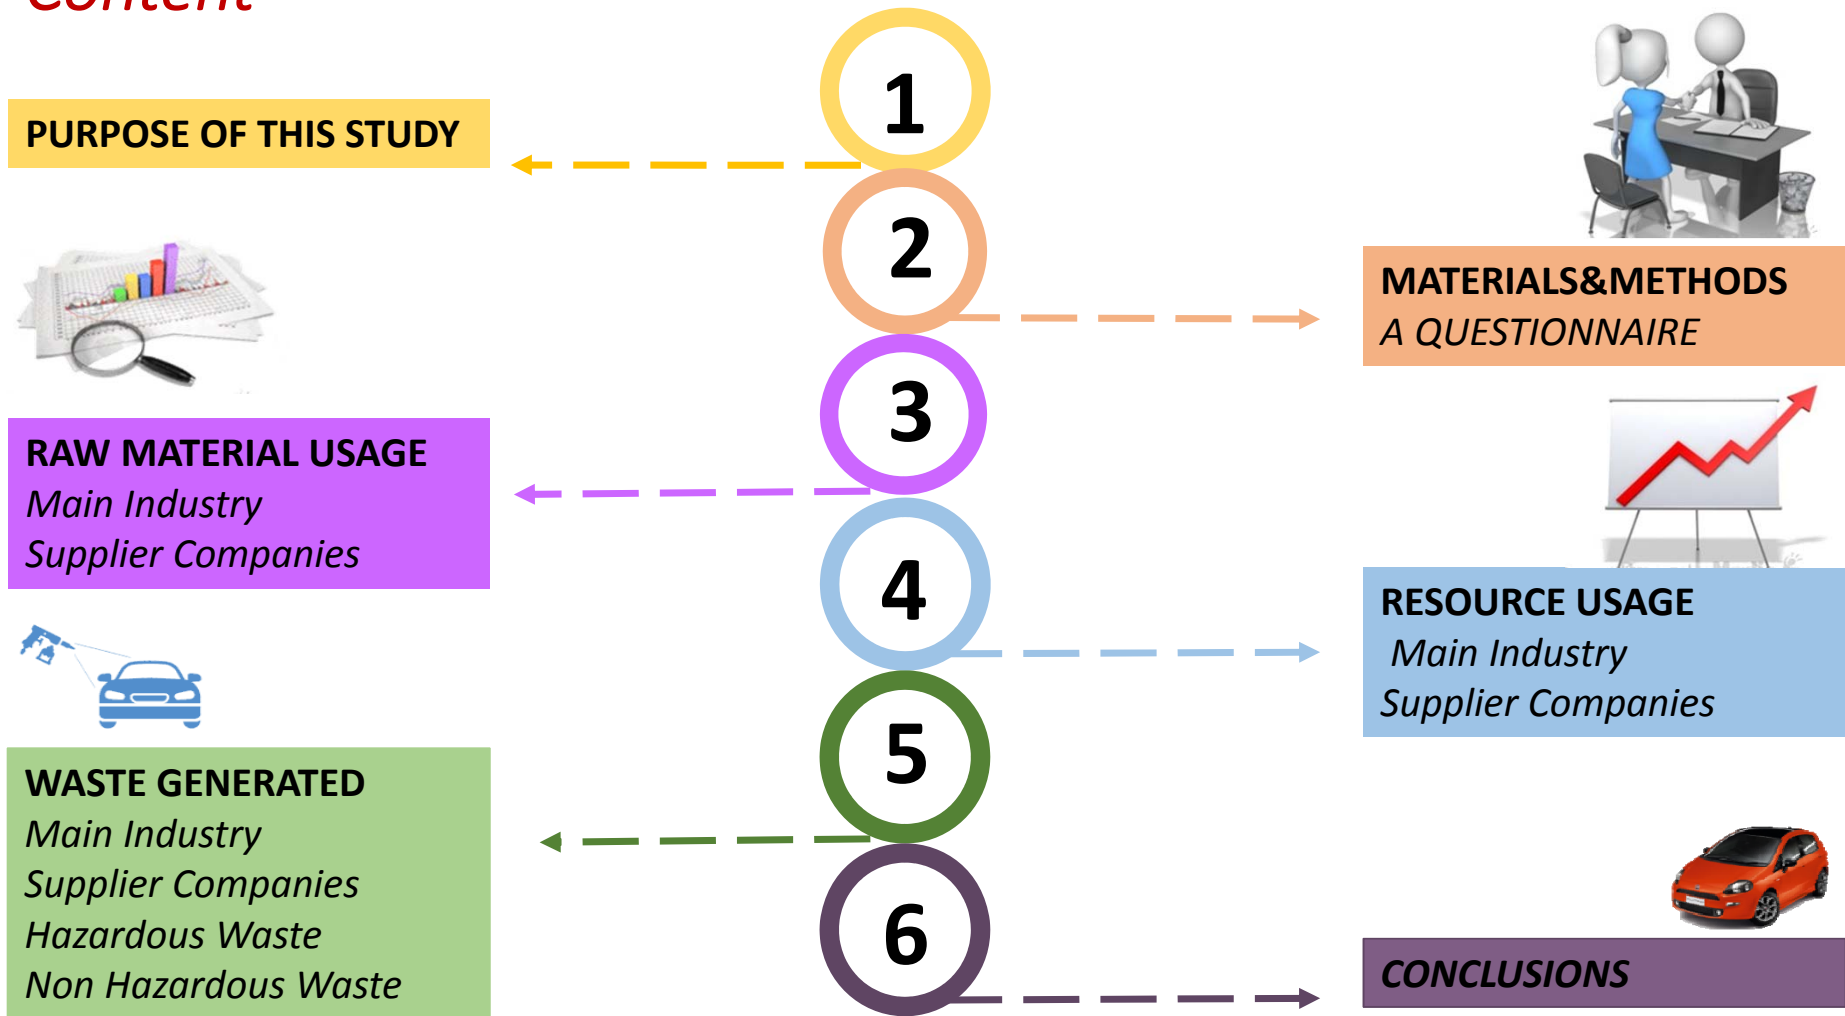 Content
1
PURPOSE OF THIS STUDY
2
MATERIALS&METHODS
A QUESTIONNAIRE
3
RAW MATERIAL USAGE
Main Industry
Supplier Companies
4
RESOURCE USAGE
Main Industry
Supplier Companies
5
WASTE GENERATED
Main Industry
Supplier Companies
Hazardous Waste
Non Hazardous Waste
6
CONCLUSIONS